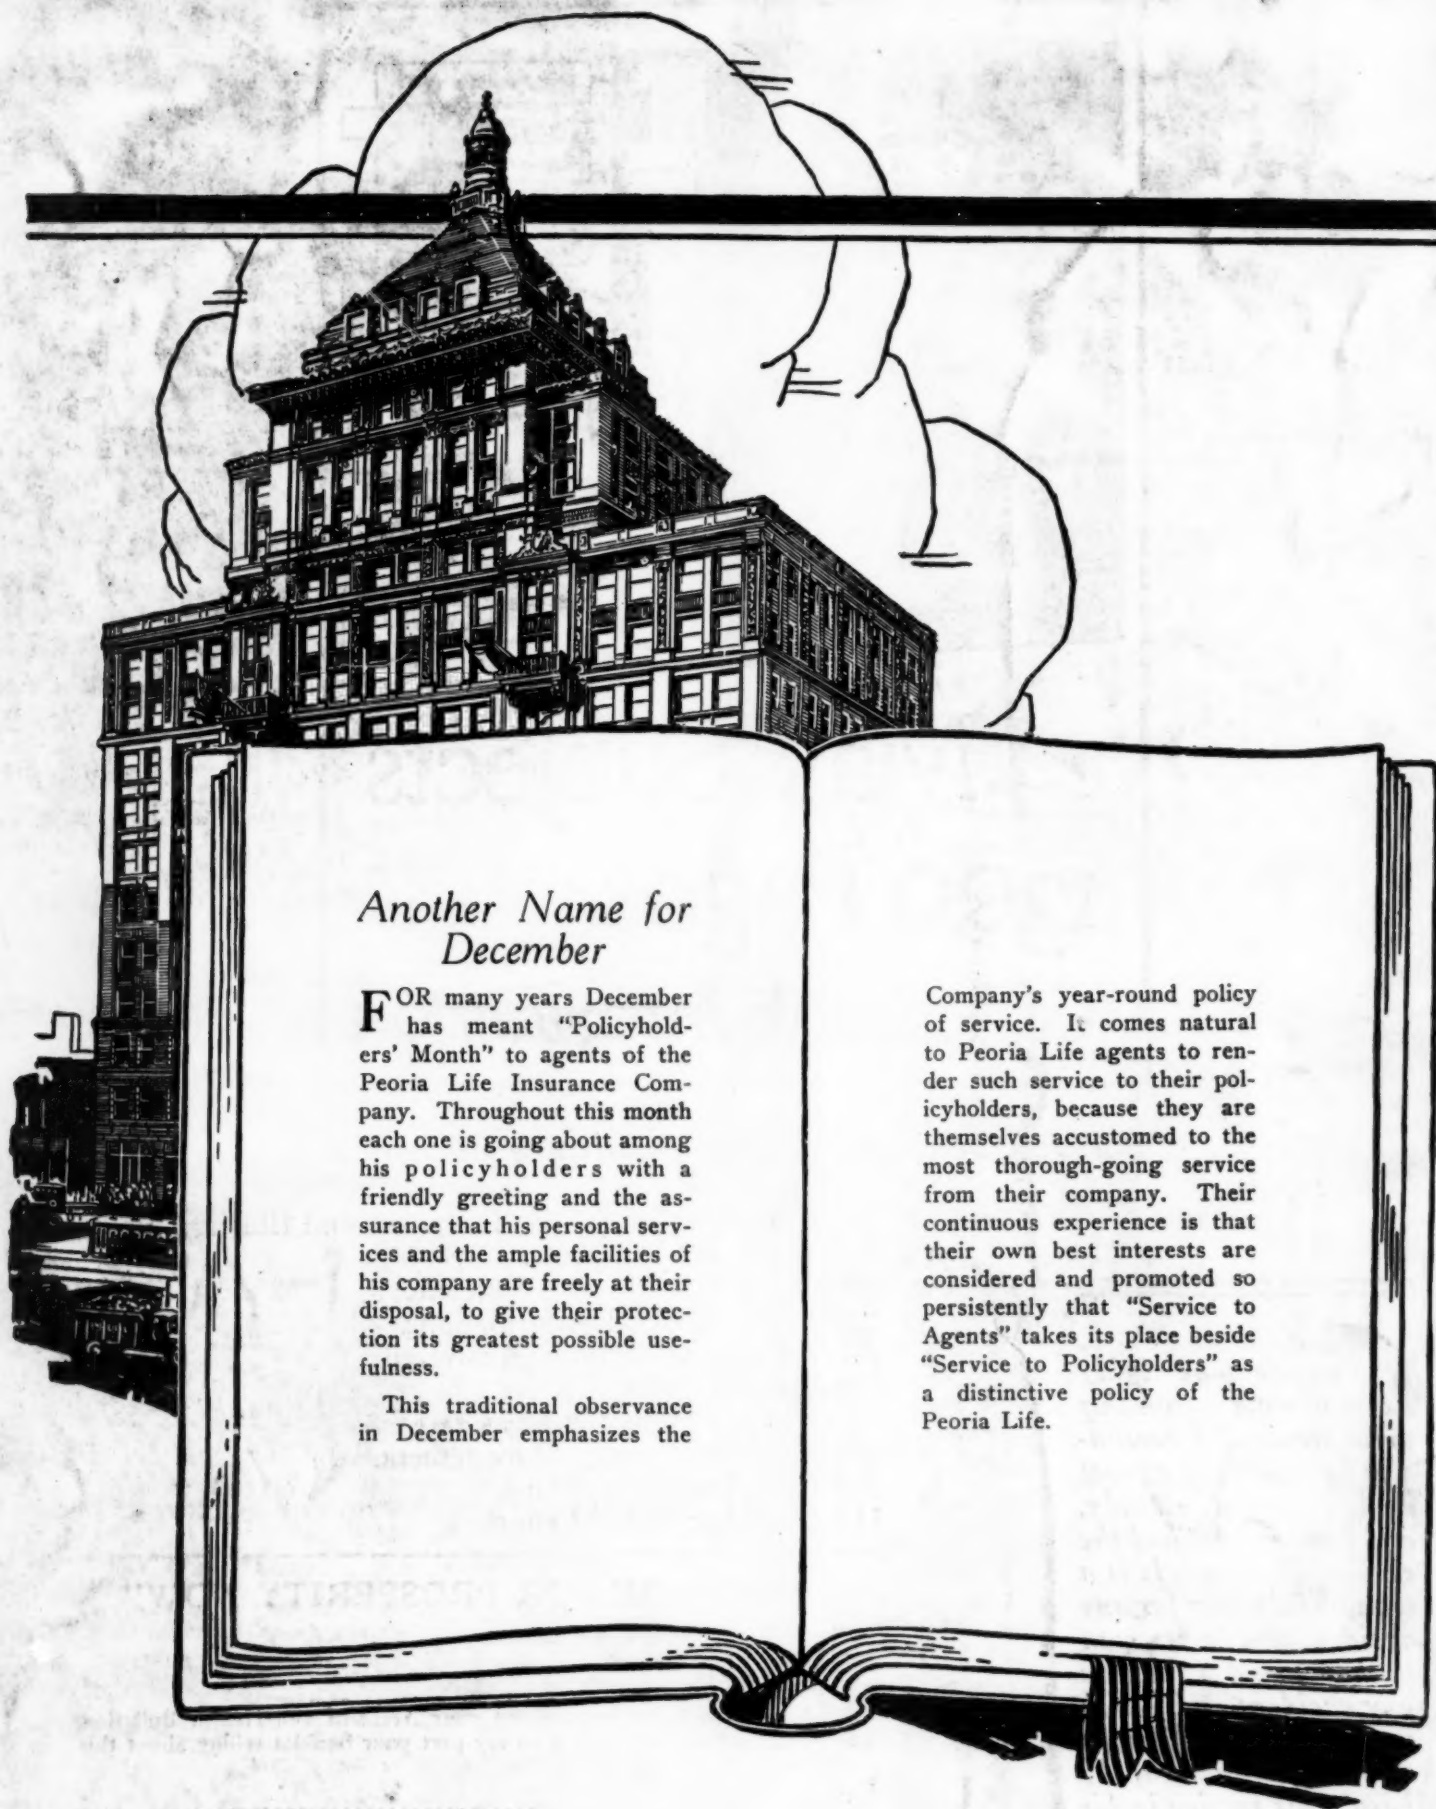 Another Name for
December
FOR many years December
has meant “Policyhold-
ers’ Month” to agents of the
Peoria Life Insurance Com-
pany. Throughout this month
each one is going about among
his policyholders with a
friendly greeting and the as-
surance that his personal serv-
ices and the ample facilities of
his company are freely at their
disposal, to give their protec-
tion its greatest possible use-
fulness.
This traditional observance
in December emphasizes the
Company’s year-round policy
of service. It comes natural
to Peoria Life agents to ren-
der such service to their pol-
icyholders, because they are
themselves accustomed to the
most thorough-going service
from their company. Their
continuous experience is that
their own best interests are
considered and promoted so
persistently that “Service to
Agents” takes its place beside
“Service to Policyholders” as
a distinctive policy of the
Peoria Life.